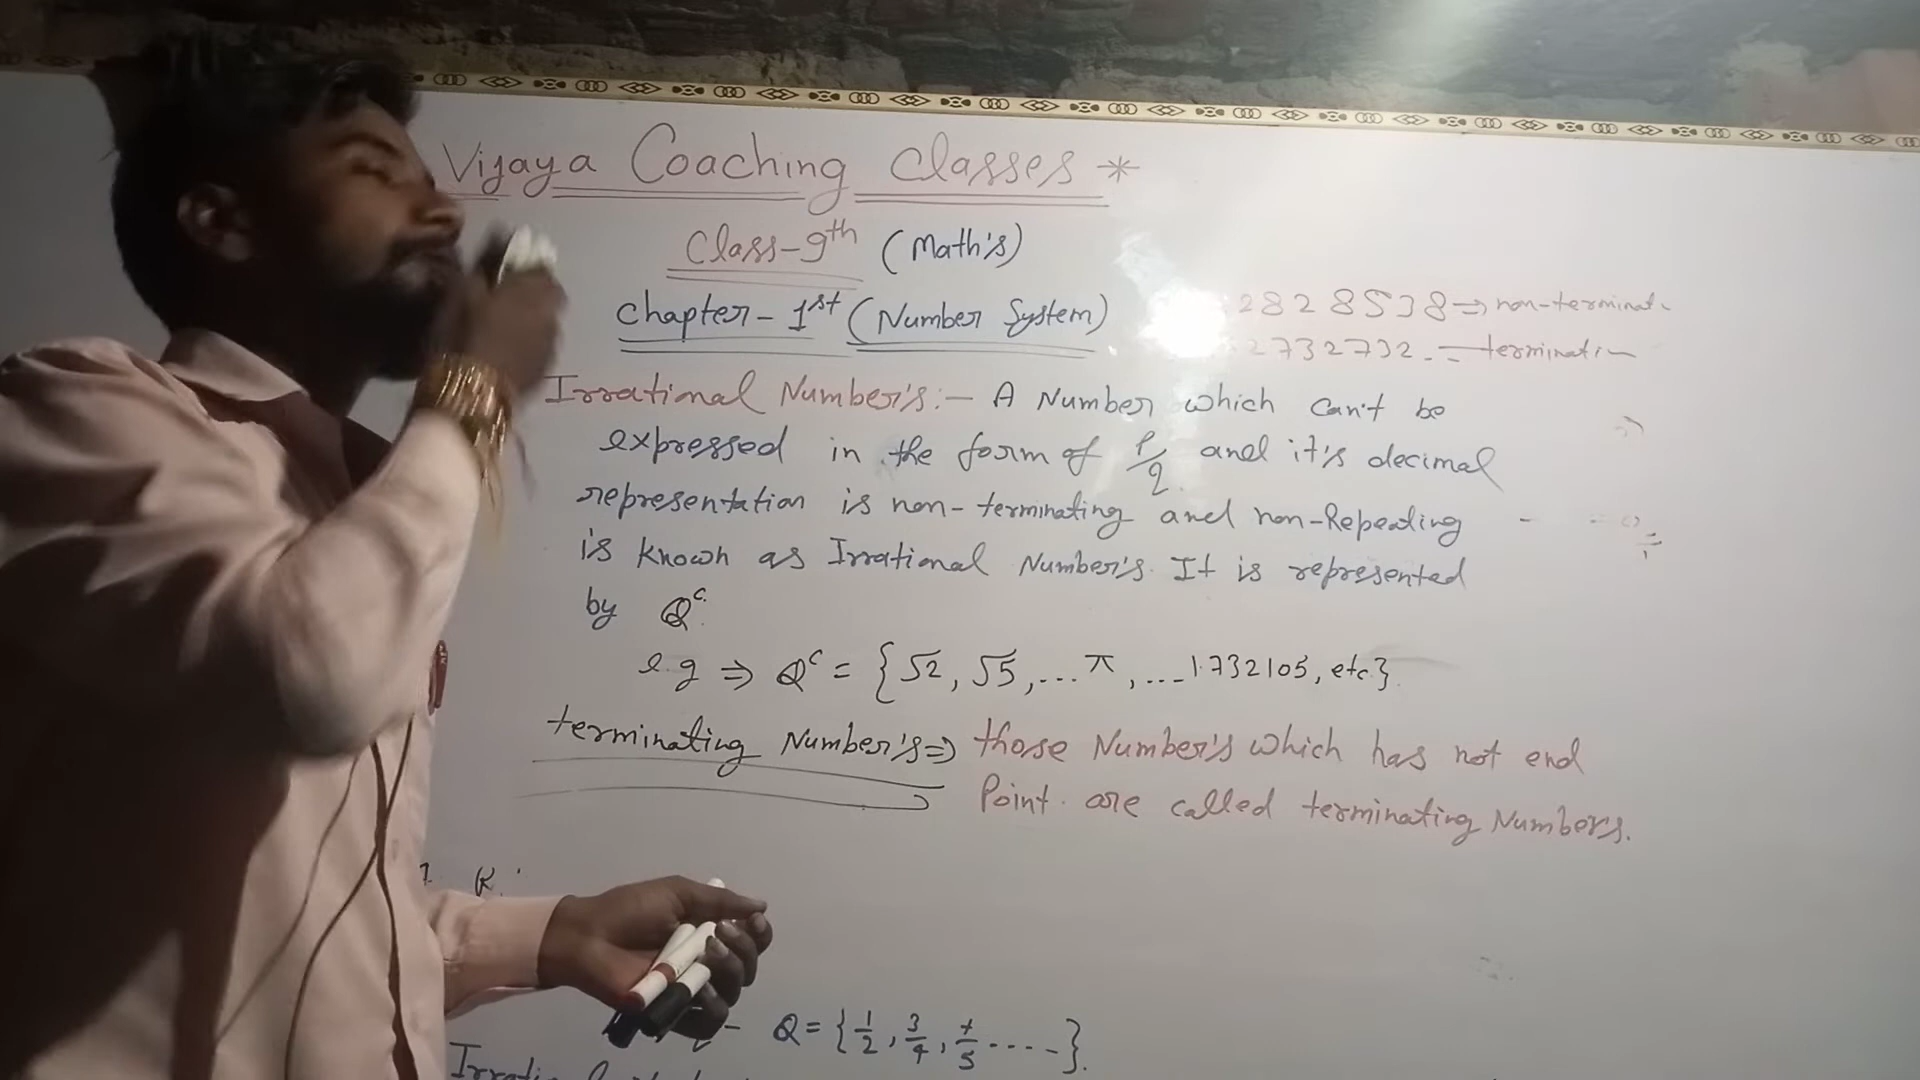 Vijaya Coaching Classes *
Class-9th (Math's)
Chapter-1st (Number System)
2828538⇒ non-terminat
2732732.
Irrational Number's:- A Number which can't be
expressed in the form of P/q and it's decimal
representation is non-terminating and non-Repeating
is known as Irrational Number's. It is represented
by Qᶜ.
e.g ⇒ Qᶜ = {√2, √5, ... π, ... 1.732105, etc.}
terminating Number's⇒ those Number's which has not end
Point are called terminating Numbers.
Q = {1/2, 3/4, 7/5 .....}.